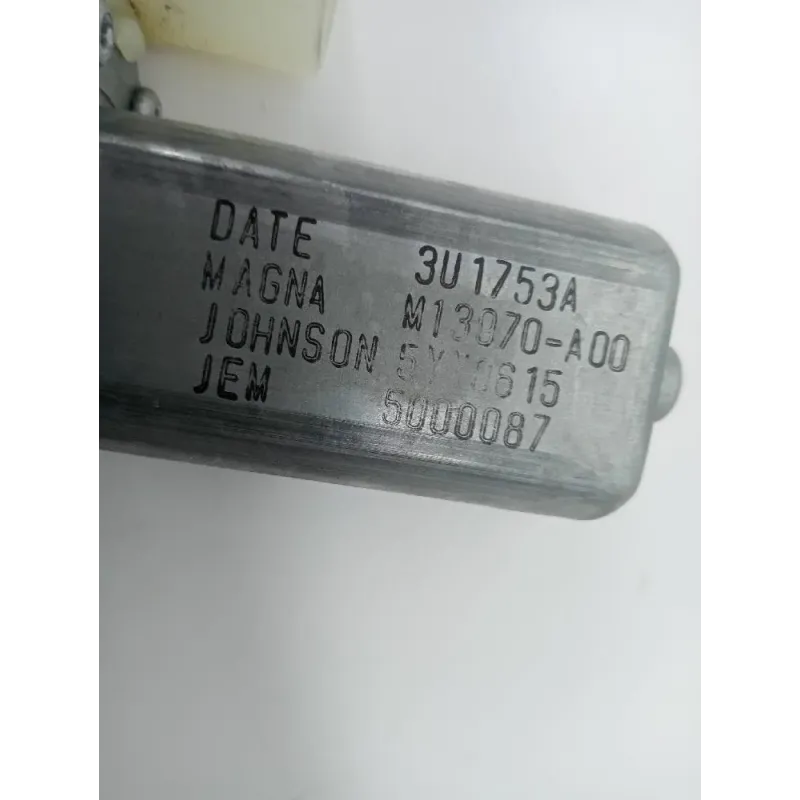 DATE 3U1753A
MAGNA M13070-A00
JOHNSON
JEM 5000087